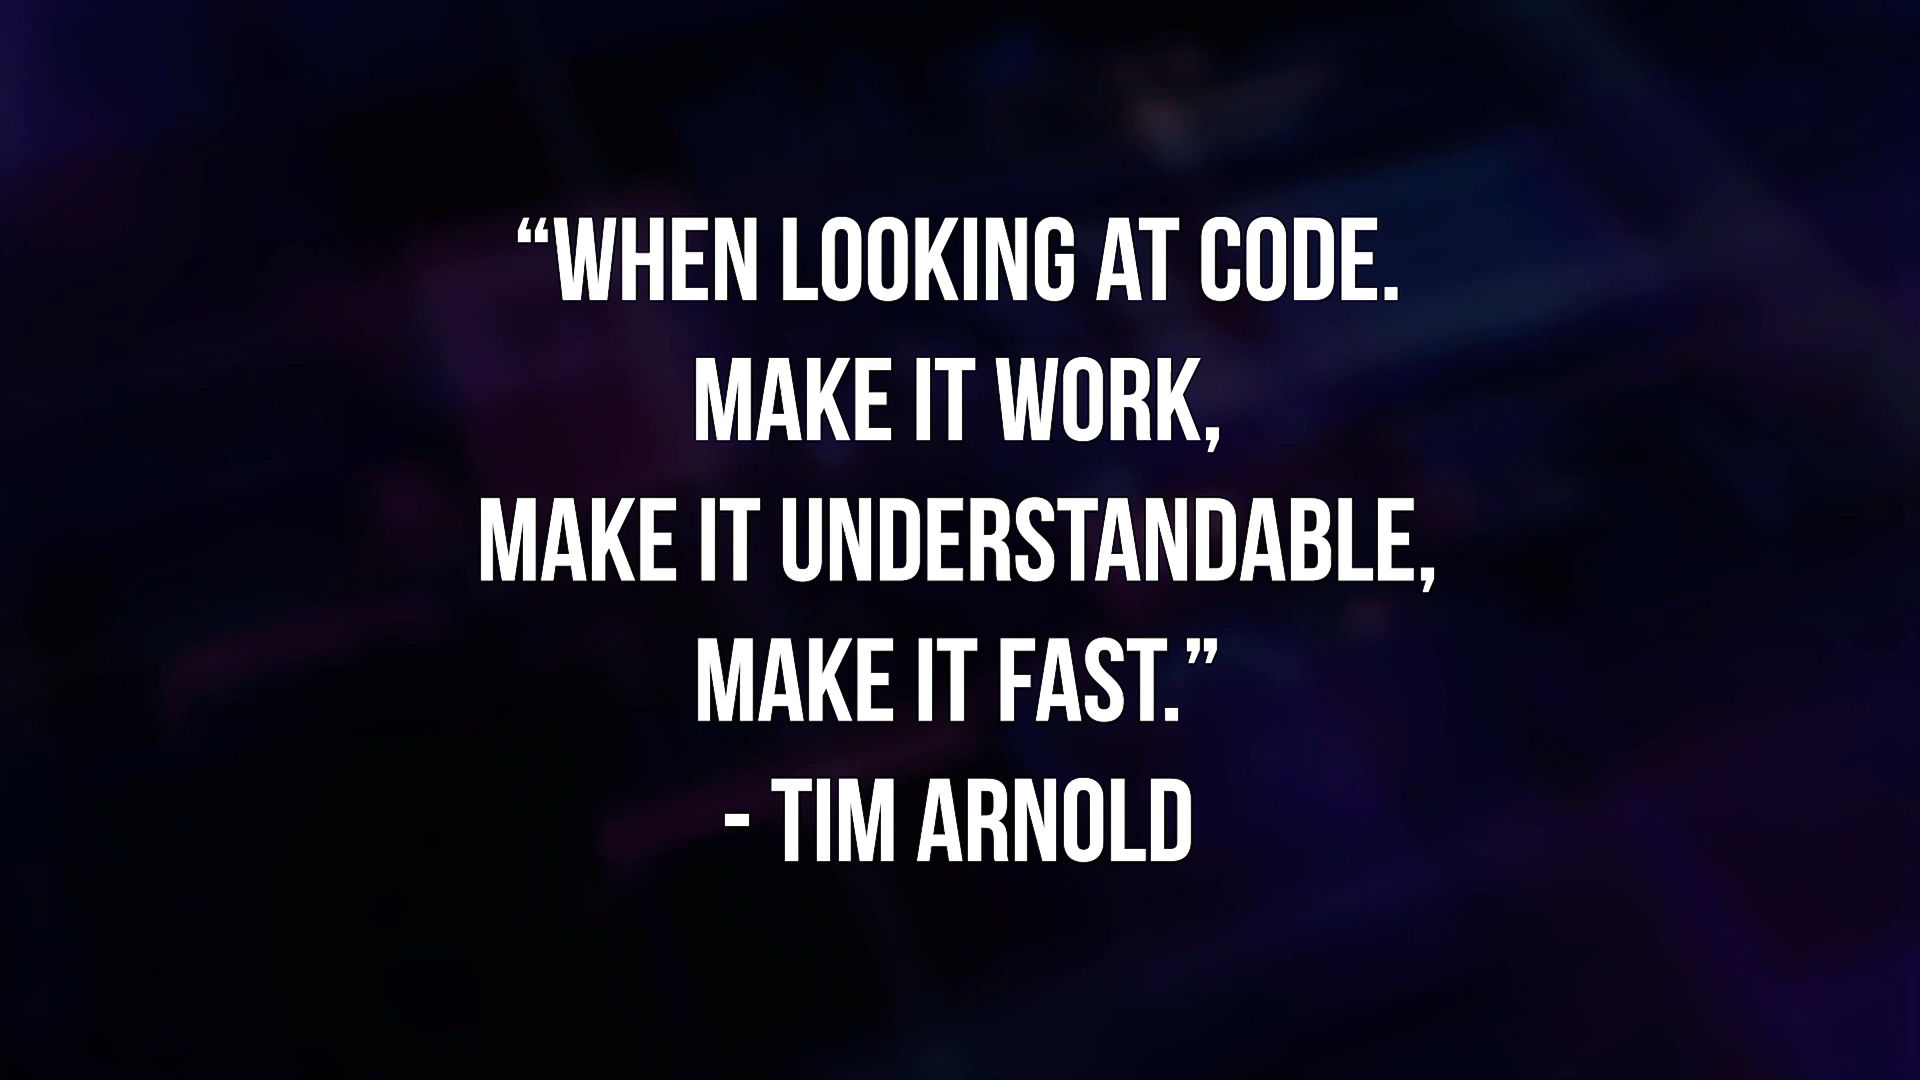 “WHEN LOOKING AT CODE.
MAKE IT WORK,
MAKE IT UNDERSTANDABLE,
MAKE IT FAST.”
- TIM ARNOLD